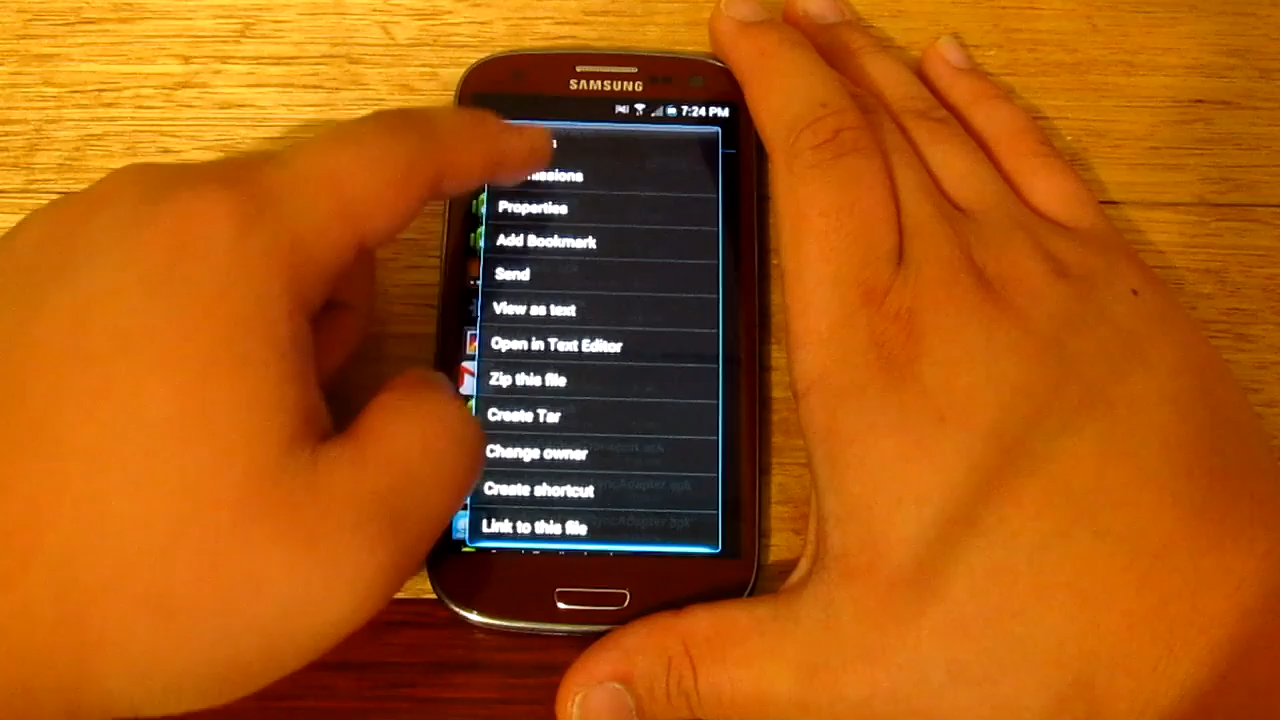 SAMSUNG
7:24 PM
Properties
Add Bookmark
Send
View as text
Open in Text Editor
Zip this file
Create Tar
Change owner
Create shortcut
Link to this file